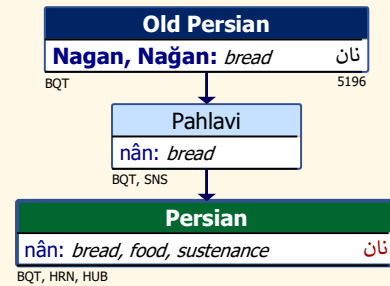 Old Persian
Nagan, Nağan: bread نان
BQT 5196
Pahlavi
nân: bread
BQT, SNS
Persian
nân: bread, food, sustenance نان
BQT, HRN, HUB